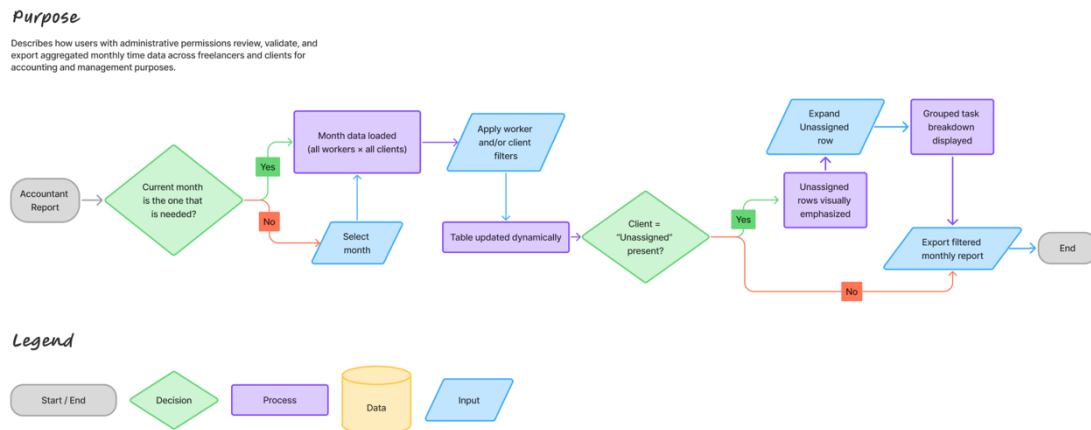 Purpose
Describes how users with administrative permissions review, validate, and
export aggregated monthly time data across freelancers and clients for
accounting and management purposes.
Accountant
Report
Current month
is the one that
is needed?
Yes
No
Month data loaded
(all workers × all clients)
Select
month
Apply worker
and/or client
filters
Table updated dynamically
Client =
“Unassigned”
present?
Yes
No
Unassigned
rows visually
emphasized
Expand
Unassigned
row
Grouped task
breakdown
displayed
Export filtered
monthly report
End
Legend
Start / End
Decision
Process
Data
Input